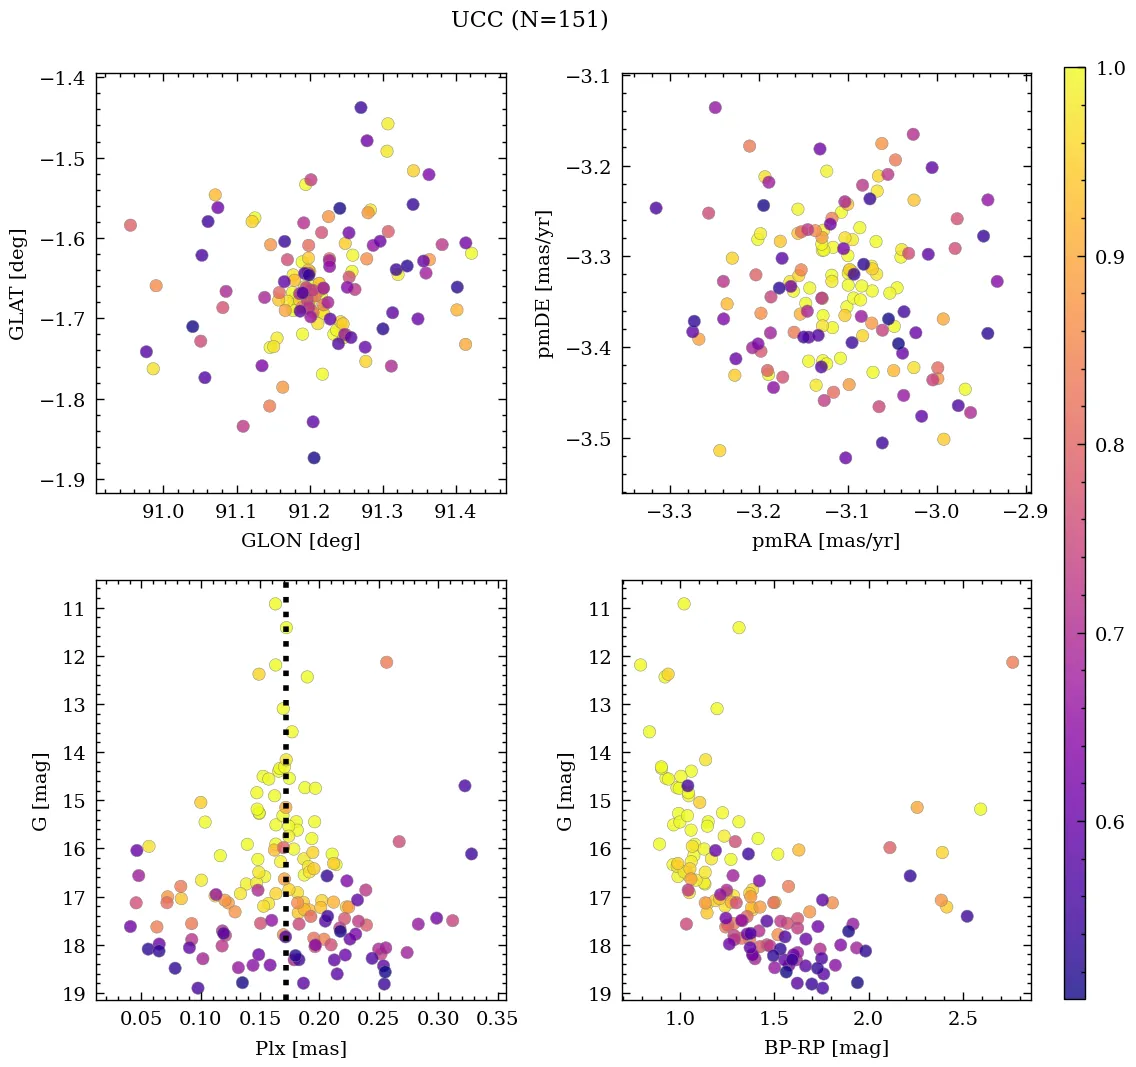 UCC (N=151)
−1.4
−1.5
−1.6
−1.7
−1.8
−1.9
GLAT [deg]
91.0 91.1 91.2 91.3 91.4
GLON [deg]
−3.1
−3.2
−3.3
−3.4
−3.5
pmDE [mas/yr]
−3.3 −3.2 −3.1 −3.0 −2.9
pmRA [mas/yr]
11
12
13
14
15
16
17
18
19
G [mag]
0.05 0.10 0.15 0.20 0.25 0.30 0.35
Plx [mas]
11
12
13
14
15
16
17
18
19
G [mag]
1.0 1.5 2.0 2.5
BP-RP [mag]
1.0
0.9
0.8
0.7
0.6